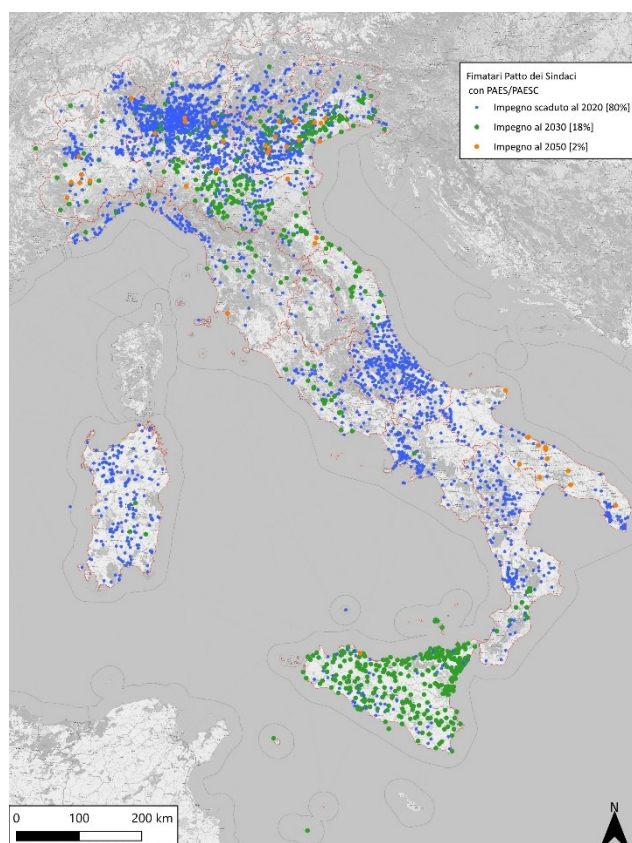 Fimatari Patto dei Sindaci
con PAES/PAESC
Impegno scaduto al 2020 [80%]
Impegno al 2030 [18%]
Impegno al 2050 [2%]
0 100 200 km
N